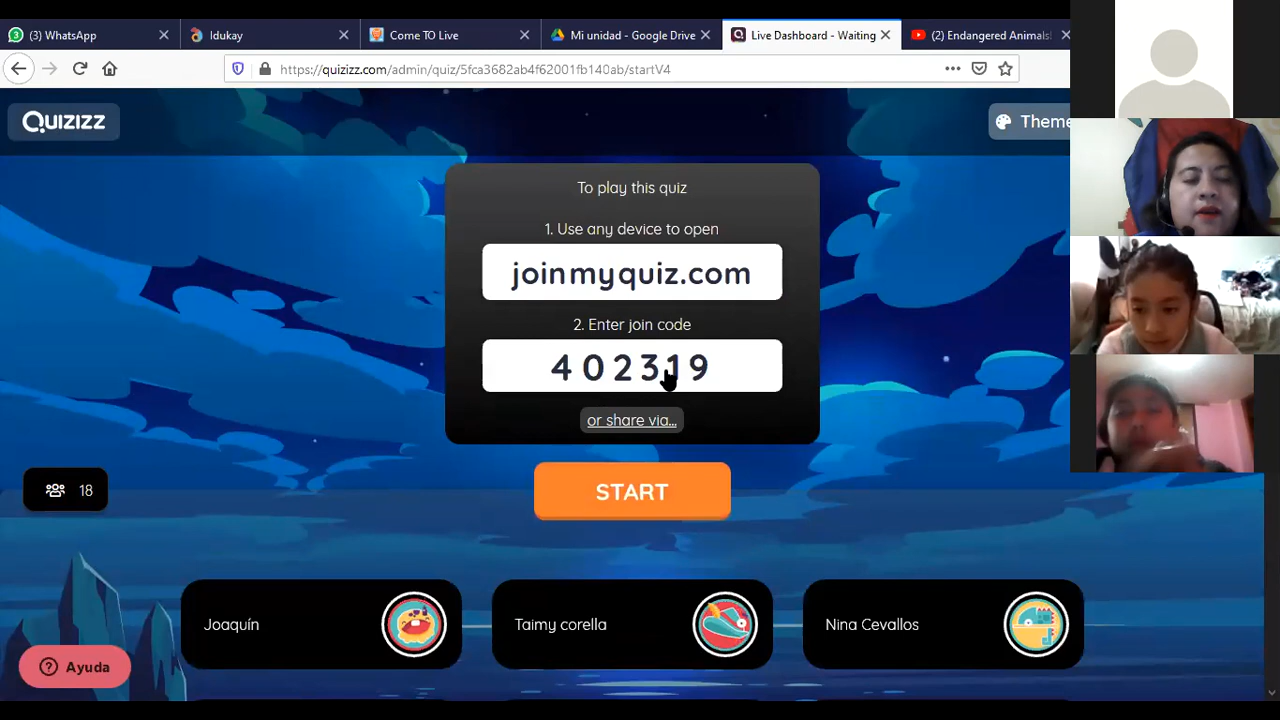 (3) WhatsApp
Idukay
Come TO Live
Mi unidad - Google Drive
Live Dashboard - Waiting
(2) Endangered Animals!
https://quizizz.com/admin/quiz/5fca3682ab4f62001fb140ab/startV4
QUIZIZZ
Theme
To play this quiz
1. Use any device to open
joinmyquiz.com
2. Enter join code
402319
or share via...
18
START
Joaquín
Taimy corella
Nina Cevallos
Ayuda